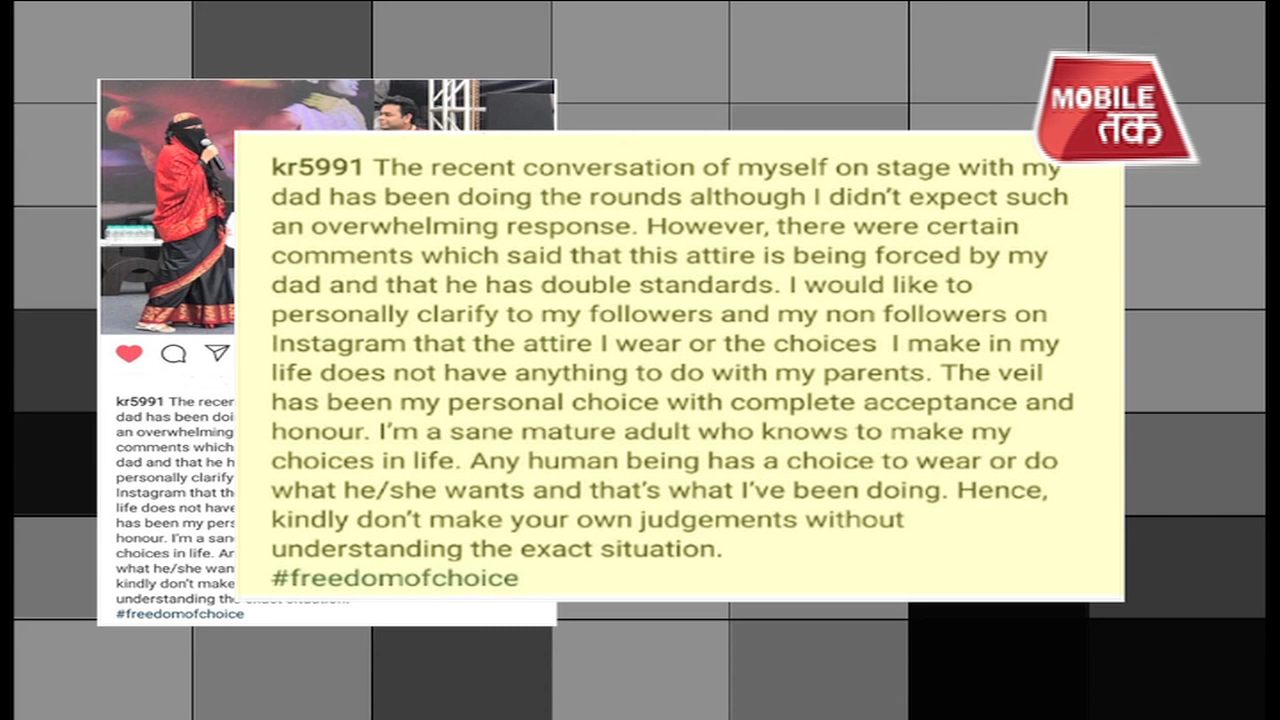 MOBILE
तक
kr5991 The recent conversation of myself on stage with my
dad has been doing the rounds although I didn't expect such
an overwhelming response. However, there were certain
comments which said that this attire is being forced by my
dad and that he has double standards. I would like to
personally clarify to my followers and my non followers on
Instagram that the attire I wear or the choices I make in my
life does not have anything to do with my parents. The veil
has been my personal choice with complete acceptance and
honour. I'm a sane mature adult who knows to make my
choices in life. Any human being has a choice to wear or do
what he/she wants and that's what I've been doing. Hence,
kindly don't make your own judgements without
understanding the exact situation.
#freedomofchoice
kr5991 The recer
dad has been doi
an overwhelming
comments which
dad and that he h
personally clarify
Instagram that th
life does not have
has been my pers
honour. I'm a san
choices in life. Ar
what he/she wan
kindly don't make
understanding the exact situation.
#freedomofchoice